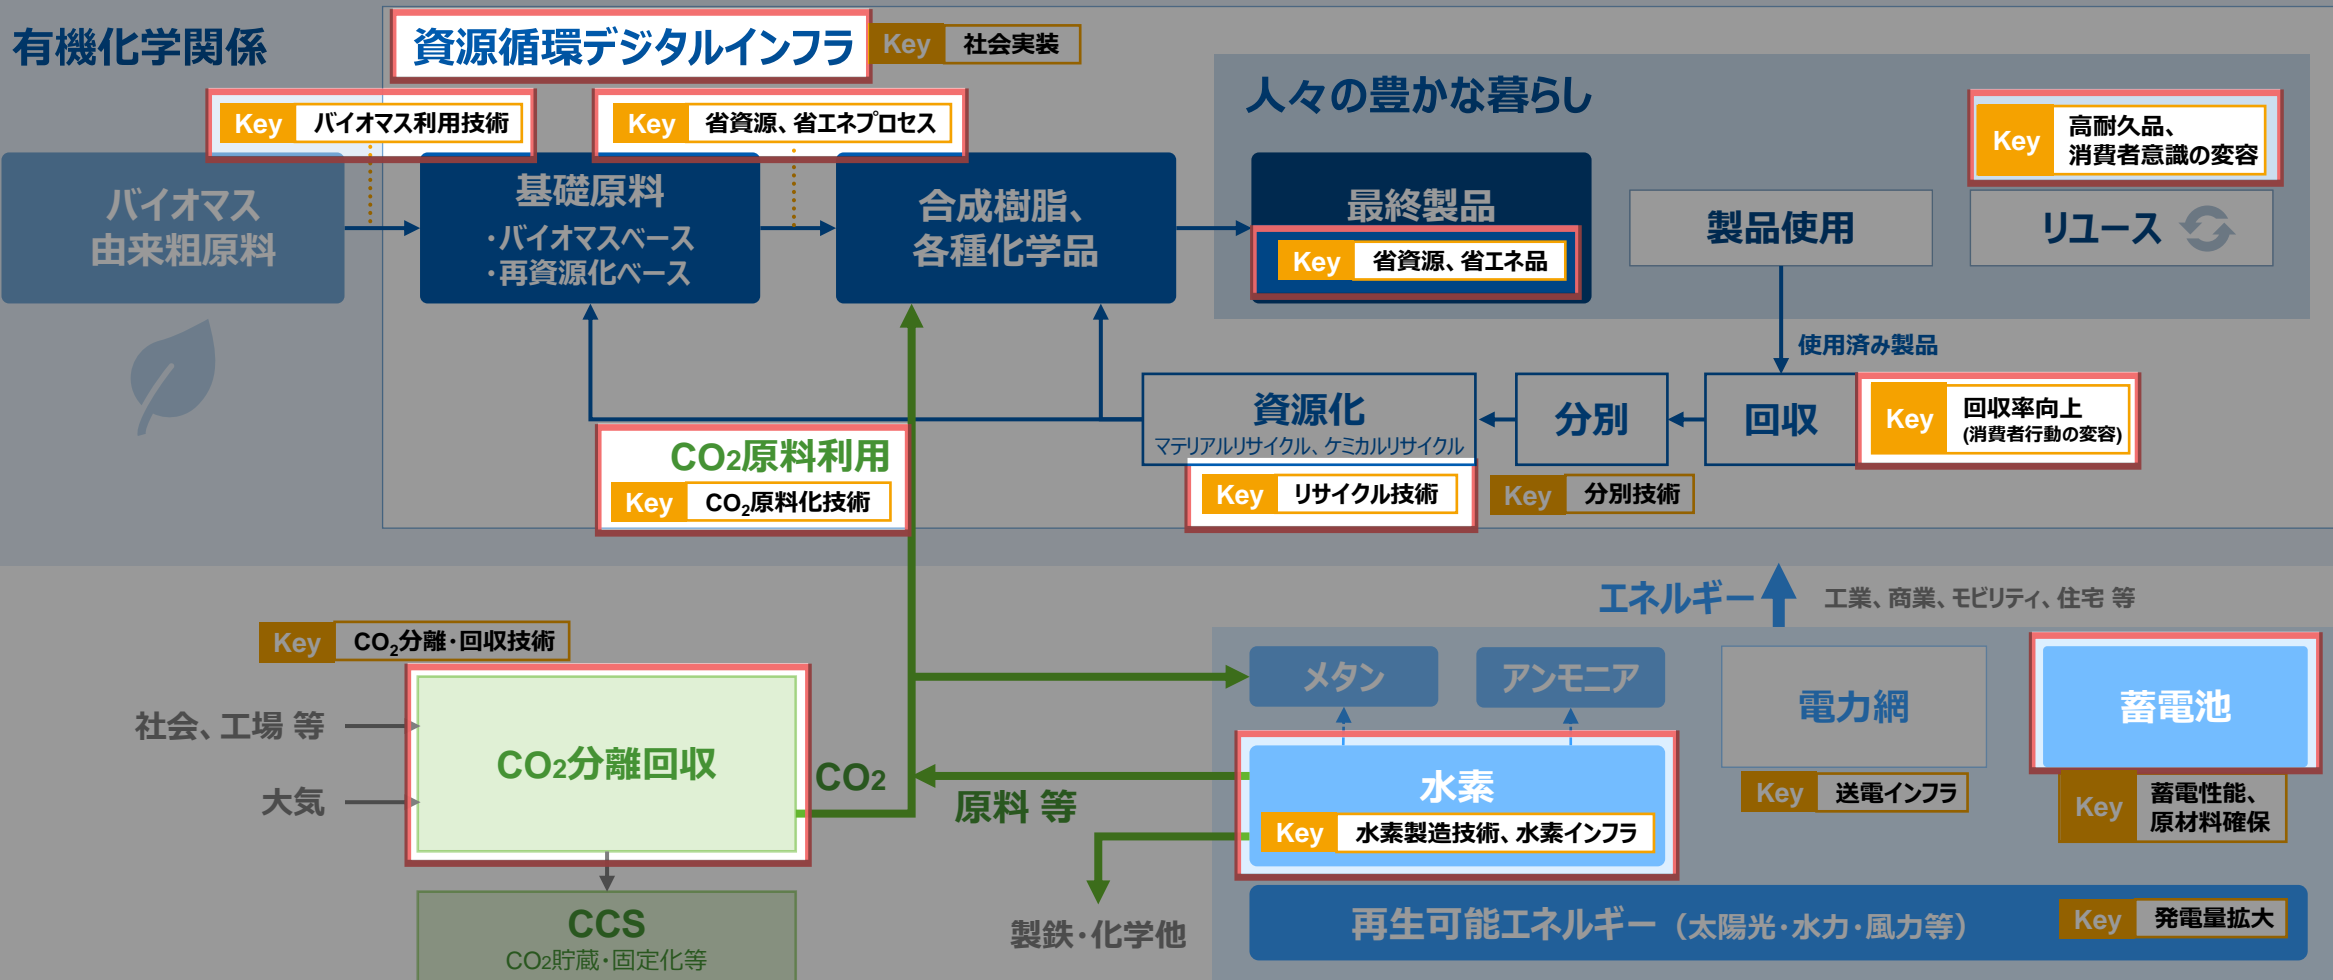 有機化学関係
資源循環デジタルインフラ
Key 社会実装
人々の豊かな暮らし
Key バイオマス利用技術
Key 省資源、省エネプロセス
Key 高耐久品、
消費者意識の変容
バイオマス
由来粗原料
基礎原料
・バイオマスベース
・再資源化ベース
合成樹脂、
各種化学品
最終製品
Key 省資源、省エネ品
製品使用
リユース
使用済み製品
資源化
マテリアルリサイクル、ケミカルリサイクル
分別
回収
Key 回収率向上
(消費者行動の変容)
CO2原料利用
Key CO₂原料化技術
Key リサイクル技術
Key 分別技術
エネルギー
工業、商業、モビリティ、住宅 等
Key CO₂分離・回収技術
メタン
アンモニア
電力網
蓄電池
社会、工場 等
大気
CO2分離回収
CO2
原料 等
水素
Key 水素製造技術、水素インフラ
Key 送電インフラ
Key 蓄電性能、
原材料確保
CCS
CO2貯蔵・固定化等
製鉄・化学他
再生可能エネルギー（太陽光・水力・風力等）
Key 発電量拡大